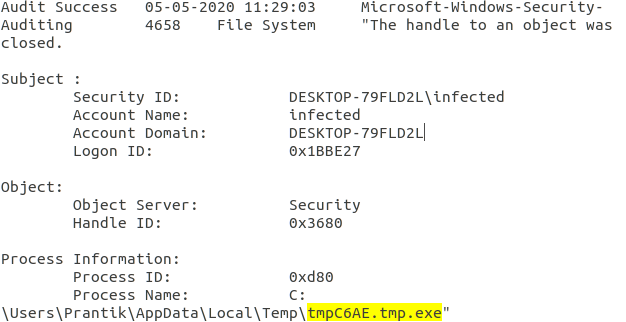 Audit Success   05-05-2020 11:29:03     Microsoft-Windows-Security-
Auditing        4658    File System     "The handle to an object was
closed.
Subject :
        Security ID:            DESKTOP-79FLD2L\infected
        Account Name:           infected
        Account Domain:         DESKTOP-79FLD2L
        Logon ID:               0x1BBE27
Object:
        Object Server:          Security
        Handle ID:              0x3680
Process Information:
        Process ID:             0xd80
        Process Name:           C:
\Users\Prantik\AppData\Local\Temp\tmpC6AE.tmp.exe"